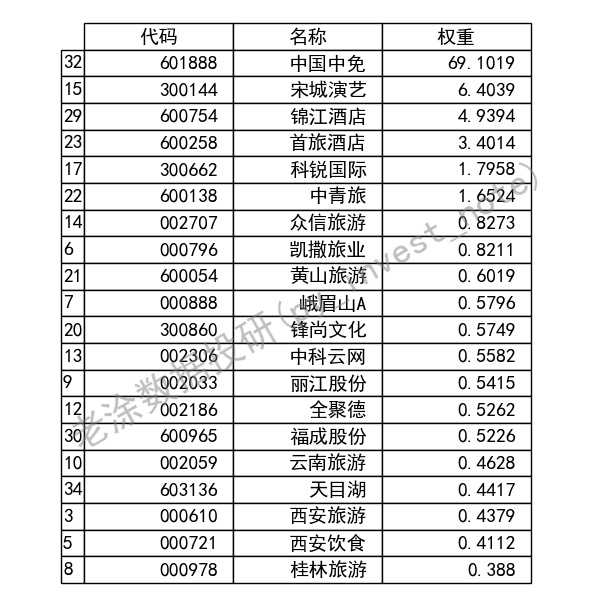 代码 名称 权重
32 601888 中国中免 69.1019
15 300144 宋城演艺 6.4039
29 600754 锦江酒店 4.9394
23 600258 首旅酒店 3.4014
17 300662 科锐国际 1.7958
22 600138 中青旅 1.6524
14 002707 众信旅游 0.8273
6 000796 凯撒旅业 0.8211
21 600054 黄山旅游 0.6019
7 000888 峨眉山A 0.5796
20 300860 锋尚文化 0.5749
13 002306 中科云网 0.5582
9 002033 丽江股份 0.5415
12 002186 全聚德 0.5262
30 600965 福成股份 0.5226
10 002059 云南旅游 0.4628
34 603136 天目湖 0.4417
3 000610 西安旅游 0.4379
5 000721 西安饮食 0.4112
8 000978 桂林旅游 0.388
老涂数据投研(py_invest_note)